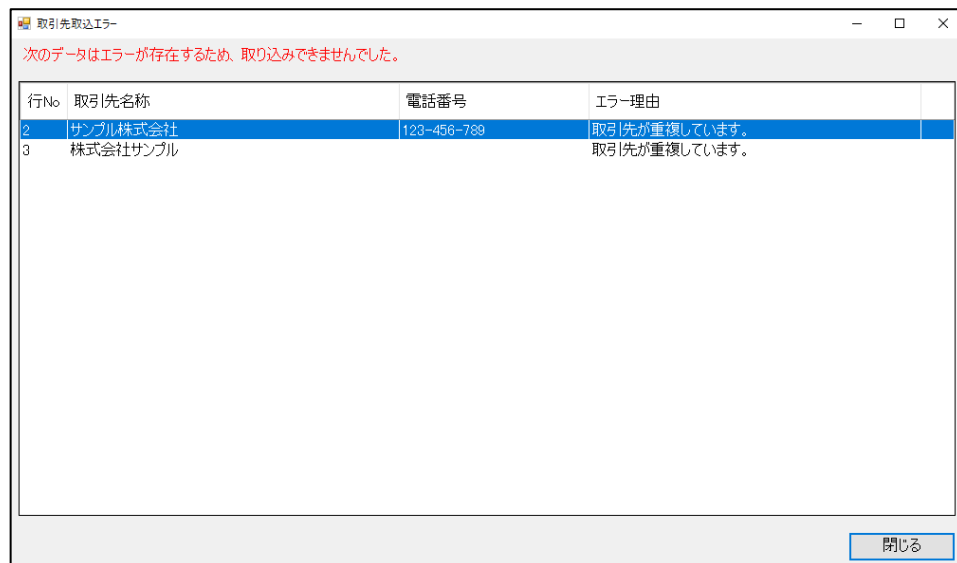 取引先取込エラー
次のデータはエラーが存在するため、取り込みできませんでした。
行No 取引先名称 電話番号 エラー理由
2 サンプル株式会社 123-456-789 取引先が重複しています。
3 株式会社サンプル 取引先が重複しています。
閉じる